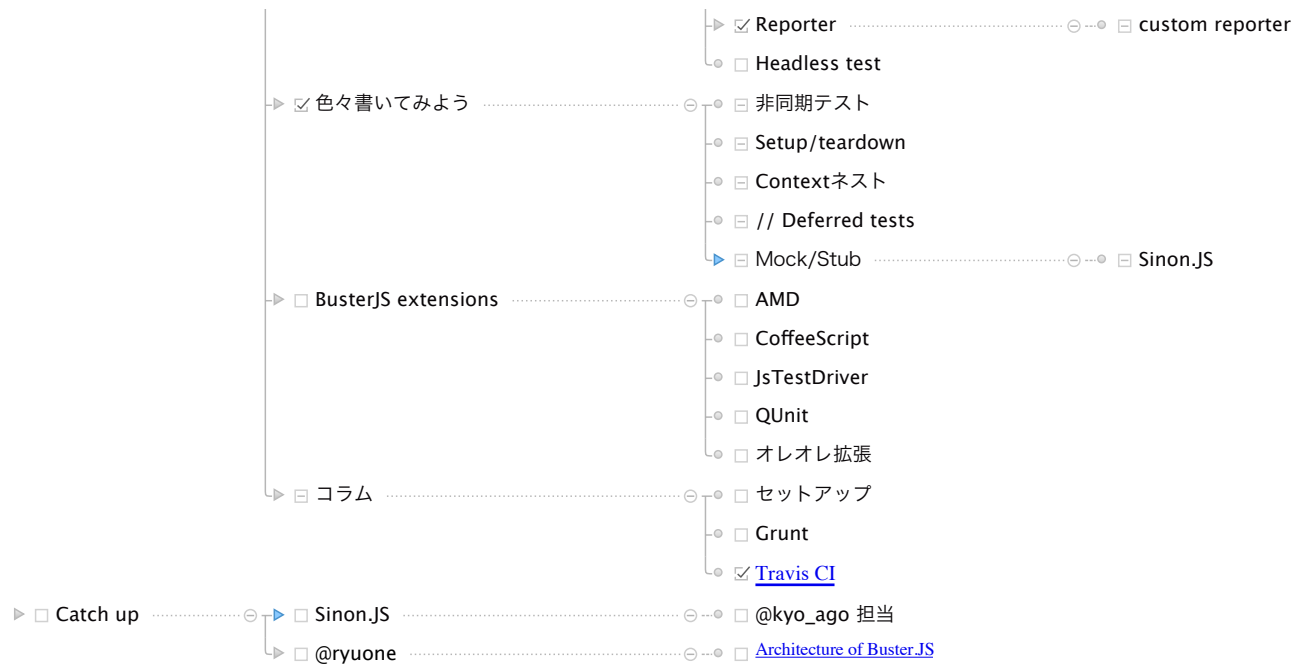 Reporter custom reporter
Headless test
色々書いてみよう 非同期テスト
Setup/teardown
Contextネスト
// Deferred tests
Mock/Stub Sinon.JS
BusterJS extensions AMD
CoffeeScript
JsTestDriver
QUnit
オレオレ拡張
コラム セットアップ
Grunt
Travis CI
Catch up Sinon.JS @kyo_ago 担当
@ryuone Architecture of Buster.JS